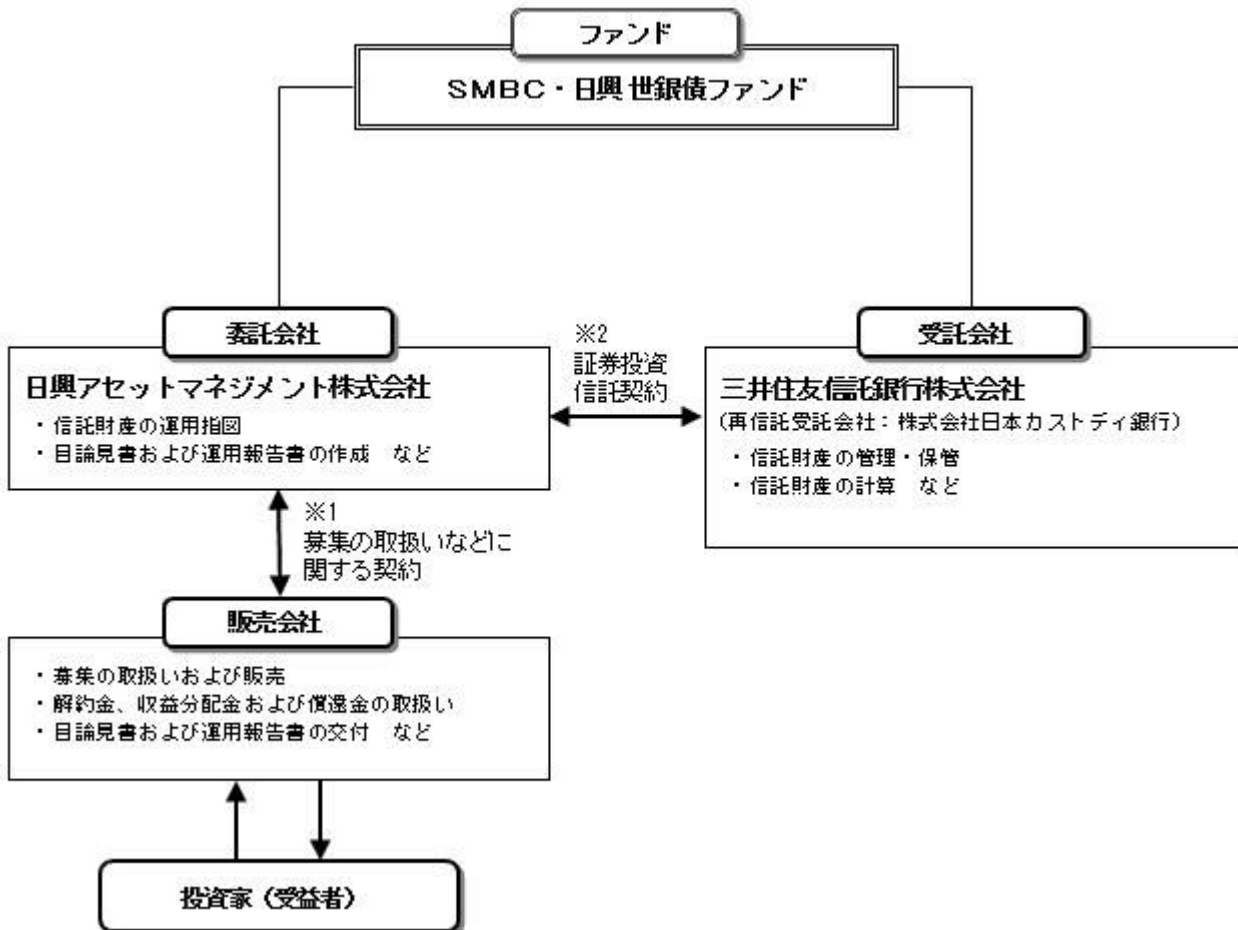 ファンド
SMBC・日興世銀債ファンド
委託会社
日興アセットマネジメント株式会社
・信託財産の運用指図
・目論見書および運用報告書の作成　など
※2
証券投資
信託契約
受託会社
三井住友信託銀行株式会社
(再信託受託会社：株式会社日本カストディ銀行)
・信託財産の管理・保管
・信託財産の計算　など
※1
募集の取扱いなどに
関する契約
販売会社
・募集の取扱いおよび販売
・解約金、収益分配金および償還金の取扱い
・目論見書および運用報告書の交付　など
投資家（受益者）